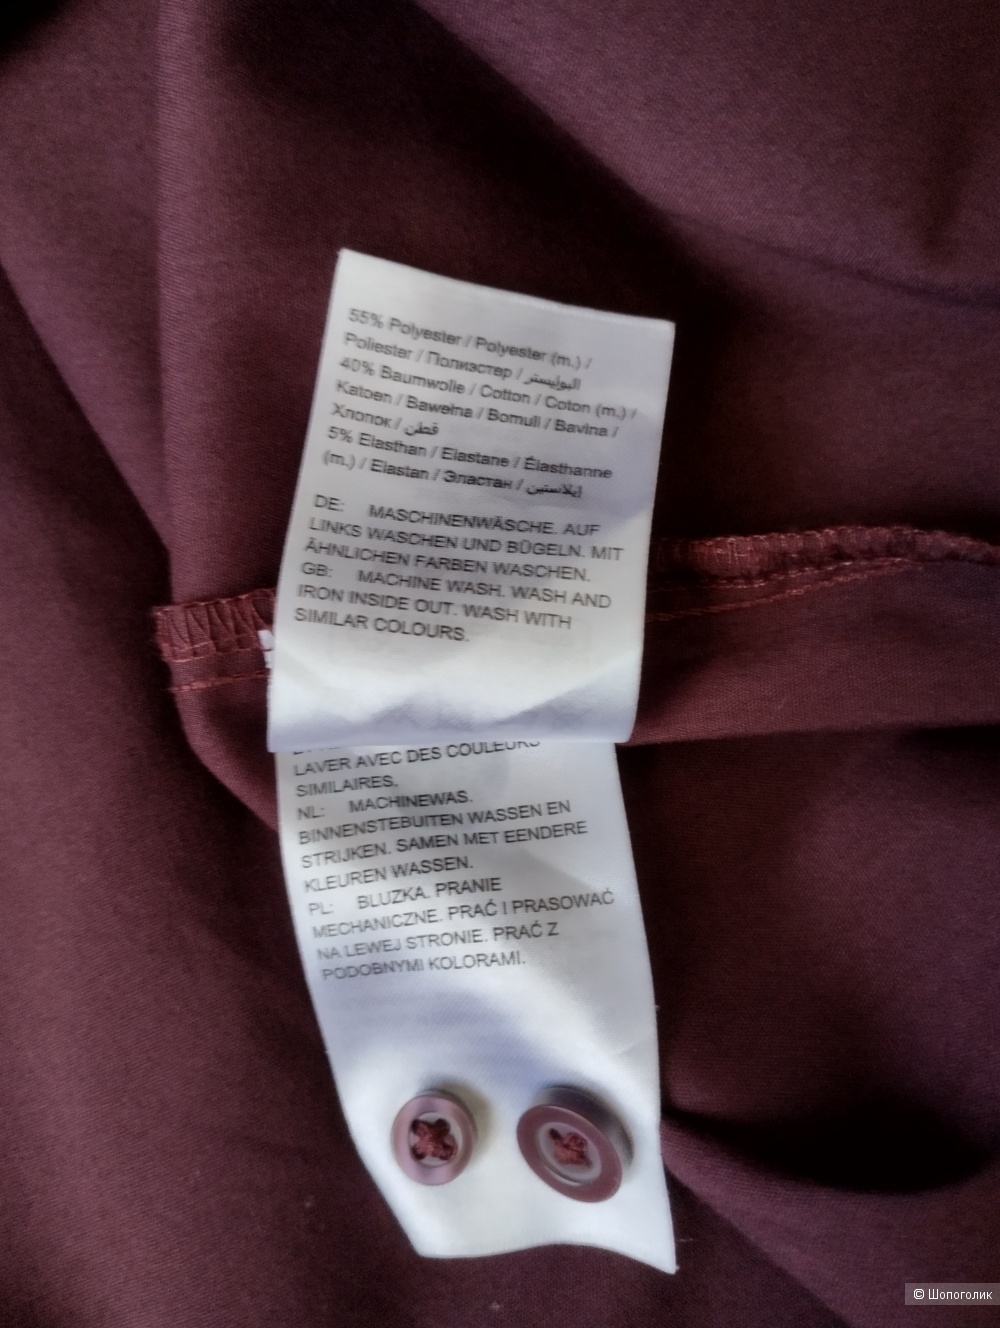 55% Polyester / Polyester (m.) /
Poliester / Полиэстер / البوليستر
40% Baumwolle / Cotton / Coton (m.) /
Katoen / Bawełna / Bomull / Bavlna /
Хлопок / قطن
5% Elasthan / Elastane / Élasthanne
(m.) / Elastan / Эластан / إيلاستين
DE: MASCHINENWÄSCHE. AUF
LINKS WASCHEN UND BÜGELN. MIT
ÄHNLICHEN FARBEN WASCHEN.
GB: MACHINE WASH. WASH AND
IRON INSIDE OUT. WASH WITH
SIMILAR COLOURS.
LAVER AVEC DES COULEURS
SIMILAIRES.
NL: MACHINEWAS.
BINNENSTEBUITEN WASSEN EN
STRIJKEN. SAMEN MET EENDERE
KLEUREN WASSEN.
PL: BLUZKA. PRANIE
MECHANICZNE. PRAĆ I PRASOWAĆ
NA LEWEJ STRONIE. PRAĆ Z
PODOBNYMI KOLORAMI.
© Шопоголик